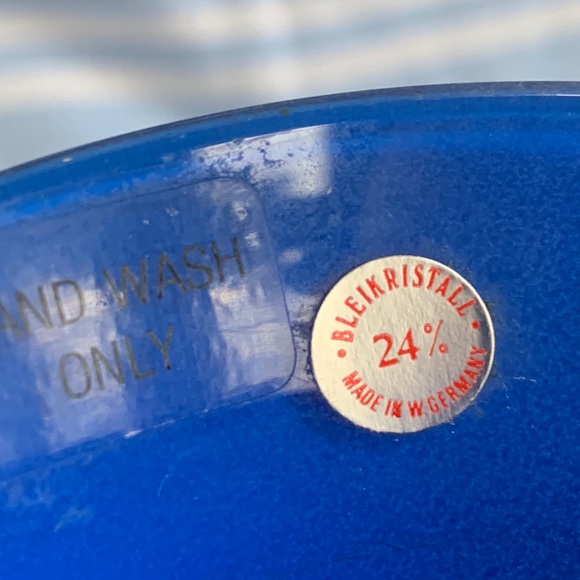 AND WASH
ONLY
• BLEIKRISTALL •
24%
MADE IN W. GERMANY